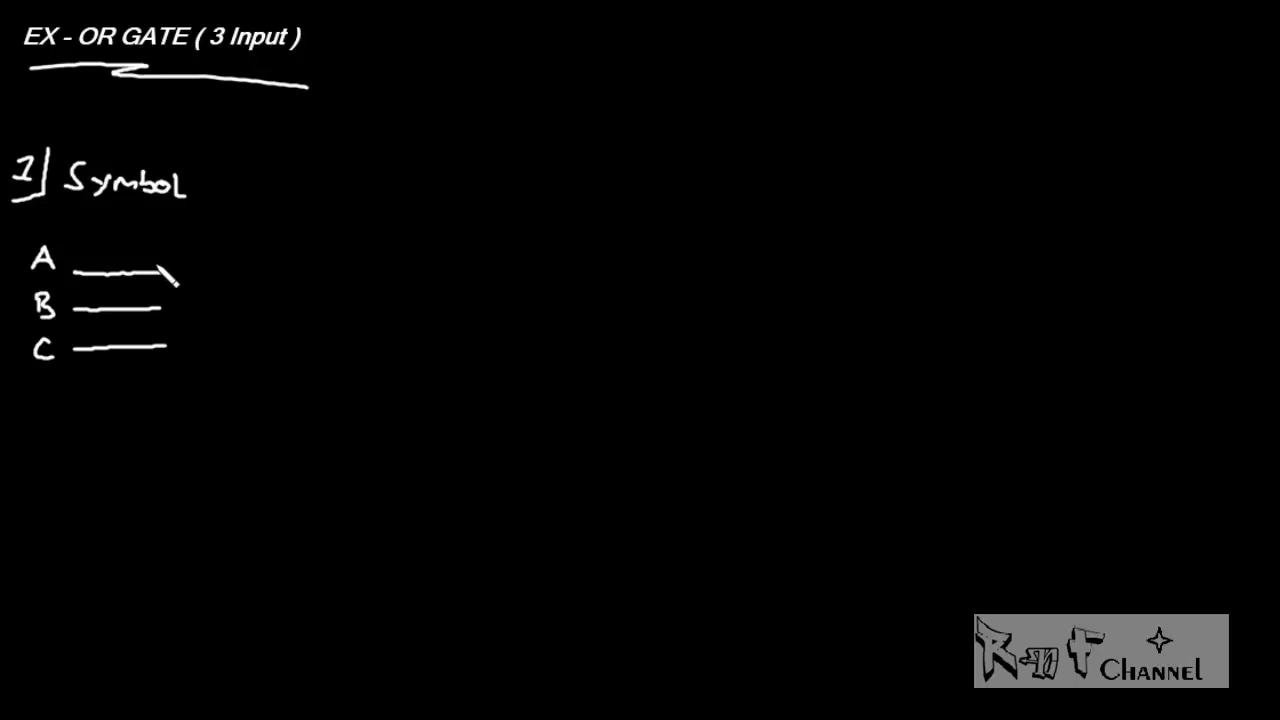 EX - OR GATE ( 3 Input )
1] Symbol
A
B
C
CHANNEL